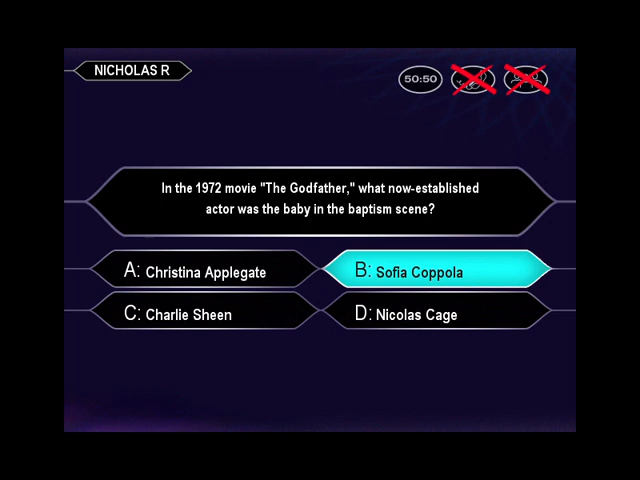 NICHOLAS R
50:50
In the 1972 movie "The Godfather," what now-established
actor was the baby in the baptism scene?
A: Christina Applegate
B: Sofia Coppola
C: Charlie Sheen
D: Nicolas Cage